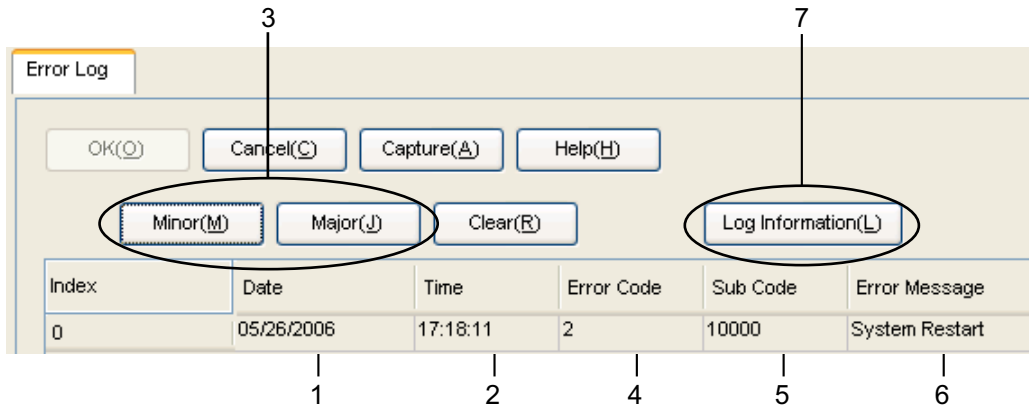 3 7
Error Log
OK(O) Cancel(C) Capture(A) Help(H)
Minor(M) Major(J) Clear(R) Log Information(L)
Index Date Time Error Code Sub Code Error Message
0 05/26/2006 17:18:11 2 10000 System Restart
1 2 4 5 6